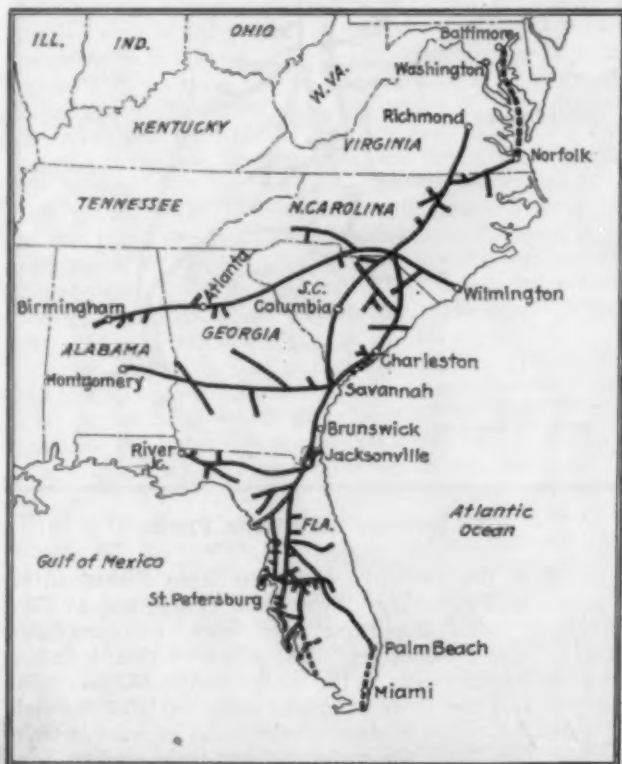 ILL.
IND.
OHIO
Baltimore
Washington
W. VA.
Richmond
KENTUCKY
VIRGINIA
Norfolk
TENNESSEE
N. CAROLINA
Atlanta
S.C.
Columbia
Wilmington
Birmingham
GEORGIA
ALABAMA
Charleston
Montgomery
Savannah
Brunswick
River
Jc.
Jacksonville
FLA.
Atlantic
Ocean
Gulf of Mexico
St. Petersburg
Palm Beach
Miami